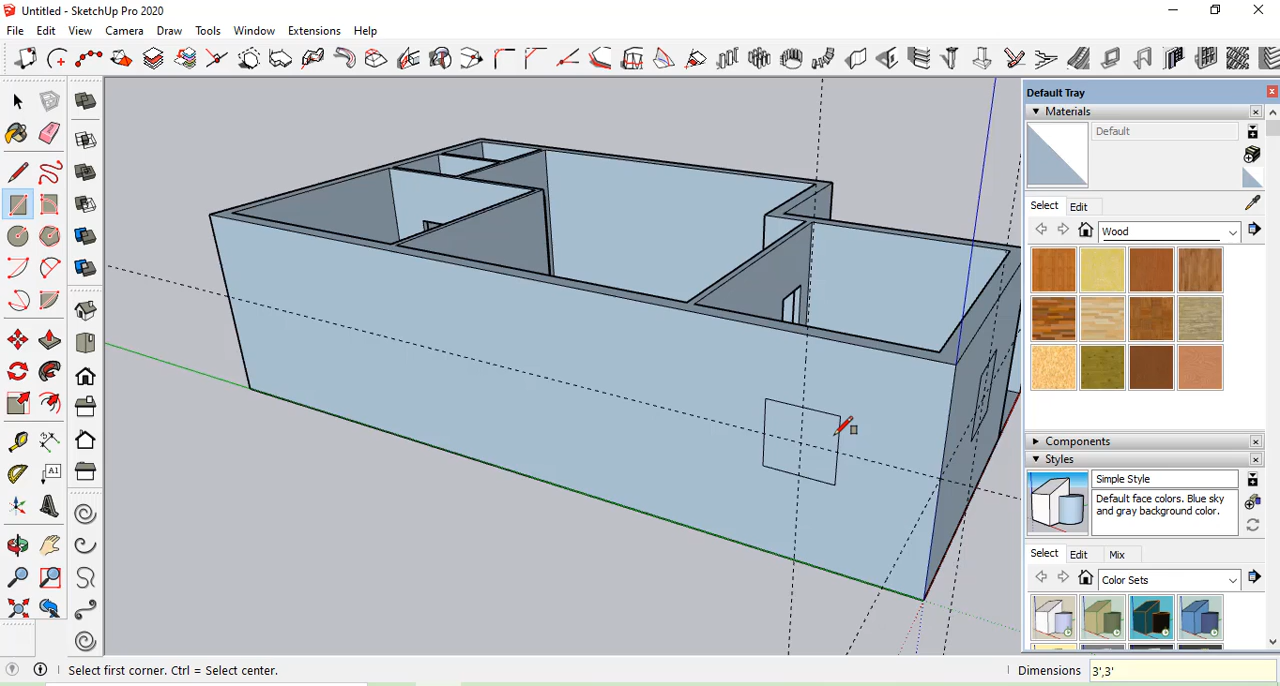 Untitled - SketchUp Pro 2020
File Edit View Camera Draw Tools Window Extensions Help
Default Tray
Materials
Default
Select Edit
Wood
Components
Styles
Simple Style
Default face colors. Blue sky
and gray background color.
Select Edit Mix
Color Sets
AI
Select first corner. Ctrl = Select center.
Dimensions 3',3'